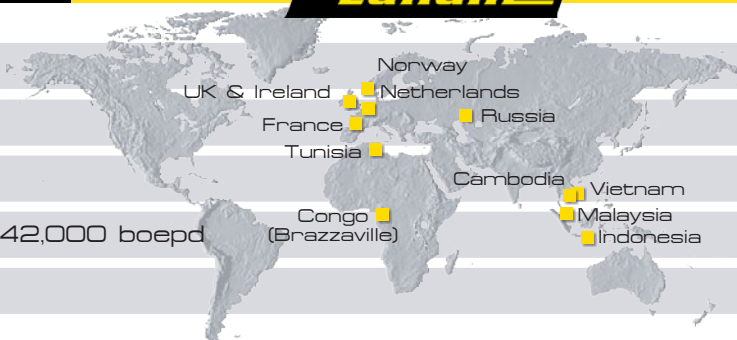 Norway
UK & Ireland
Netherlands
France
Russia
Tunisia
Cambodia
Vietnam
Congo
(Brazzaville)
Malaysia
42,000 boepd
Indonesia